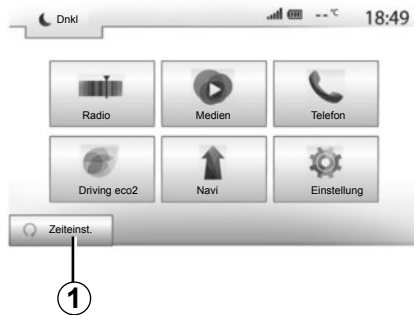 Dnkl
--°C 18:49
Radio
Medien
Telefon
Driving eco2
Navi
Einstellung
Zeiteinst.
1